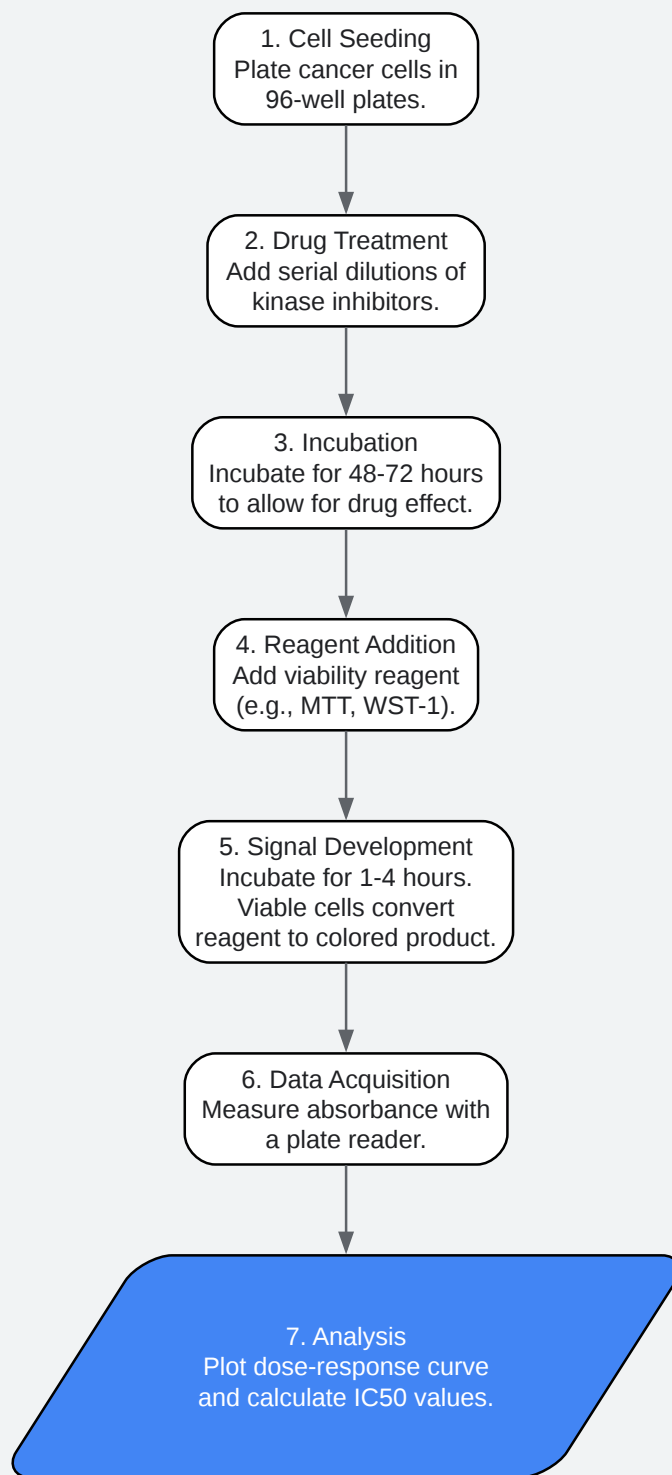 1. Cell Seeding
Plate cancer cells in
96-well plates.
2. Drug Treatment
Add serial dilutions of
kinase inhibitors.
3. Incubation
Incubate for 48-72 hours
to allow for drug effect.
4. Reagent Addition
Add viability reagent
(e.g., MTT, WST-1).
5. Signal Development
Incubate for 1-4 hours.
Viable cells convert
reagent to colored product.
6. Data Acquisition
Measure absorbance with
a plate reader.
7. Analysis
Plot dose-response curve
and calculate IC50 values.